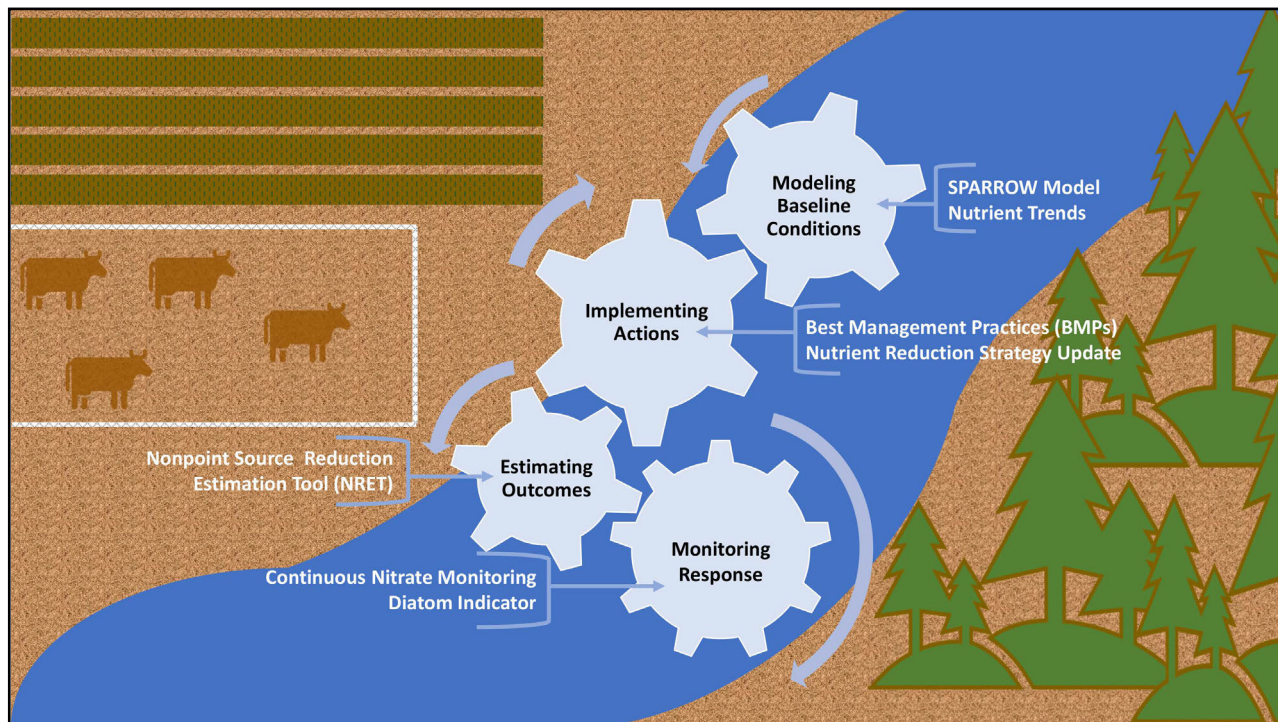 Modeling
Baseline
Conditions
SPARROW Model
Nutrient Trends
Implementing
Actions
Best Management Practices (BMPs)
Nutrient Reduction Strategy Update
Nonpoint Source Reduction
Estimation Tool (NRET)
Estimating
Outcomes
Continuous Nitrate Monitoring
Diatom Indicator
Monitoring
Response